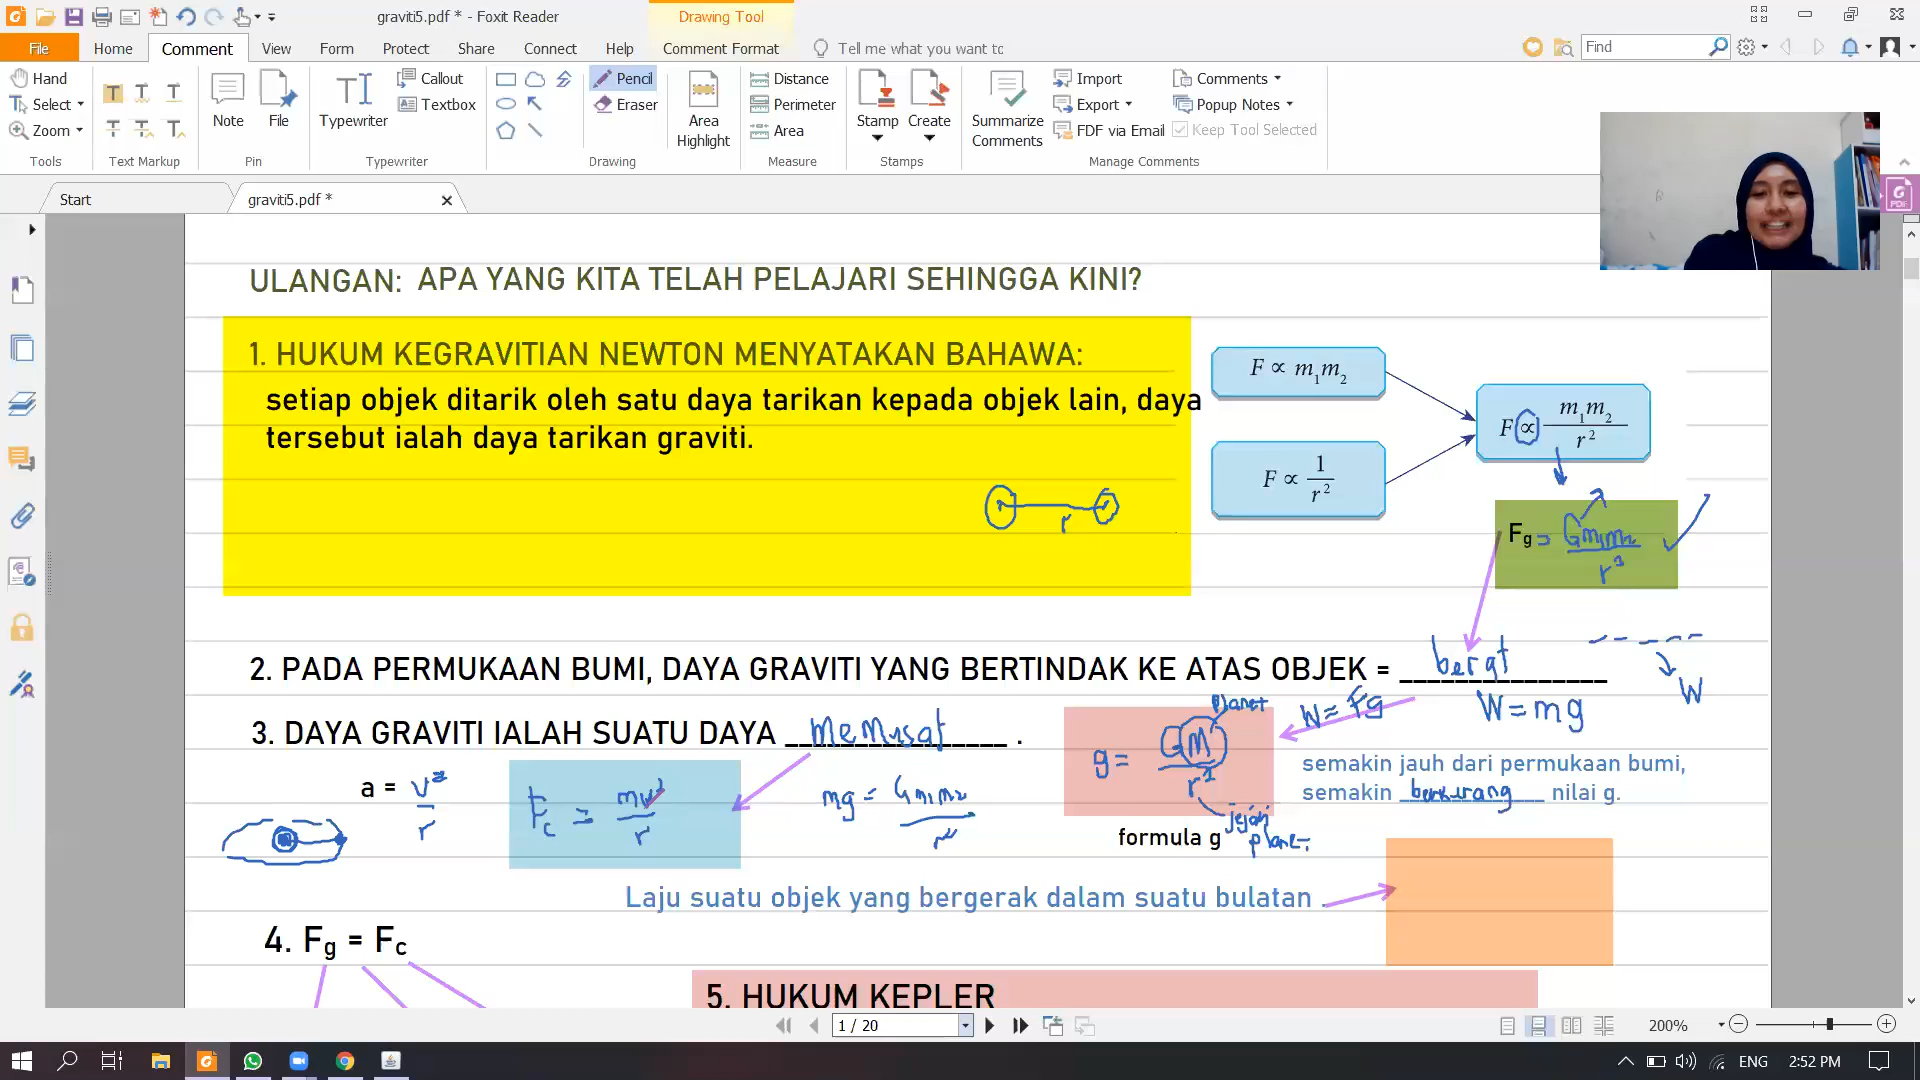 graviti5.pdf * - Foxit Reader
Drawing Tool
File Home Comment View Form Protect Share Connect Help Comment Format Tell me what you want to Find
Hand
Select
Zoom
Tools
Text Markup
Note
File
Pin
Typewriter
Callout
Textbox
Typewriter
Pencil
Eraser
Area Highlight
Drawing
Distance
Perimeter
Area
Measure
Stamp
Create
Stamps
Summarize Comments
Import
Export
FDF via Email
Comments
Popup Notes
Keep Tool Selected
Manage Comments
Start
graviti5.pdf *
ULANGAN: APA YANG KITA TELAH PELAJARI SEHINGGA KINI?
1. HUKUM KEGRAVITIAN NEWTON MENYATAKAN BAHAWA:
setiap objek ditarik oleh satu daya tarikan kepada objek lain, daya
tersebut ialah daya tarikan graviti.
r
F ∝ m₁m₂
F ∝ 1/r²
F ∝ m₁m₂/r²
Fg = Gm₁m₂
2. PADA PERMUKAAN BUMI, DAYA GRAVITI YANG BERTINDAK KE ATAS OBJEK = berat
W
W = mg
3. DAYA GRAVITI IALAH SUATU DAYA memusat .
planet
W = Fg
g = GM/r²
jejari planet
formula g
semakin jauh dari permukaan bumi,
semakin berkurang nilai g.
a = v²/r
Fc = mv²/r
mg = Gm₁m₂
Laju suatu objek yang bergerak dalam suatu bulatan .
4. Fg = Fc
5. HUKUM KEPLER
1 / 20
200%
ENG 2:52 PM